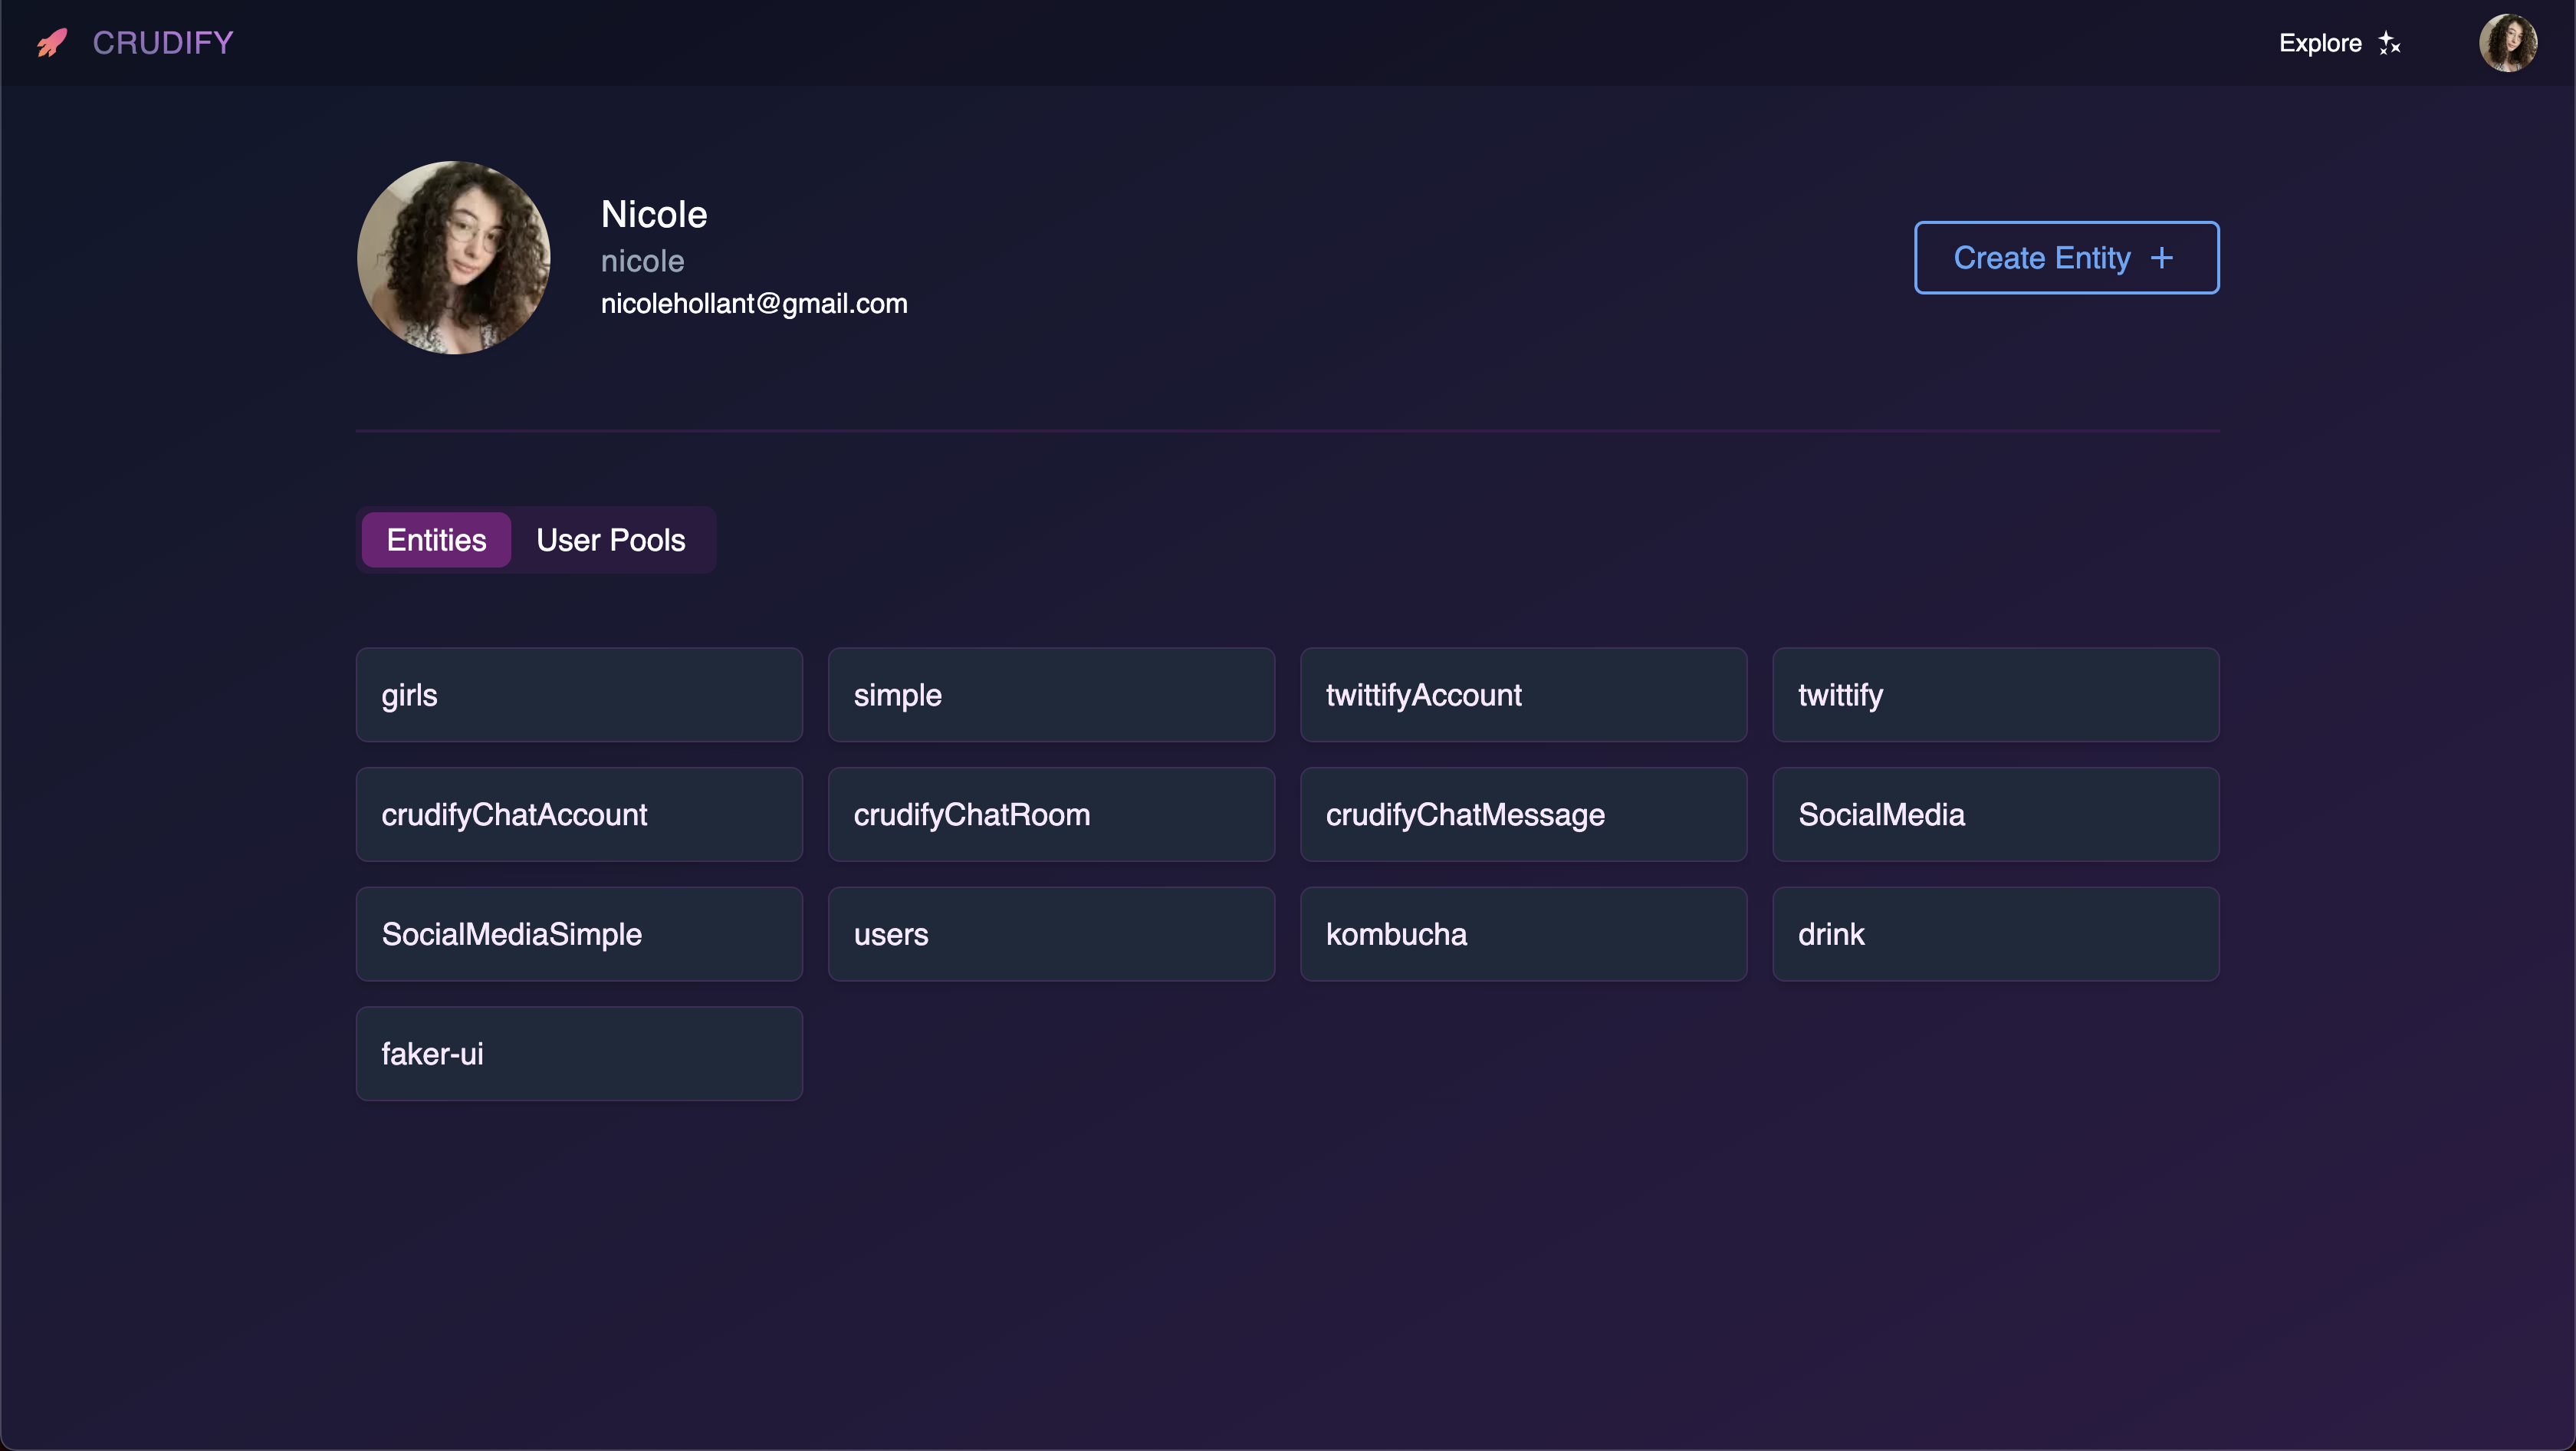 CRUDIFY
Explore
Nicole
nicole
nicolehollant@gmail.com
Create Entity +
Entities
User Pools
girls
simple
twittifyAccount
twittify
crudifyChatAccount
crudifyChatRoom
crudifyChatMessage
SocialMedia
SocialMediaSimple
users
kombucha
drink
faker-ui